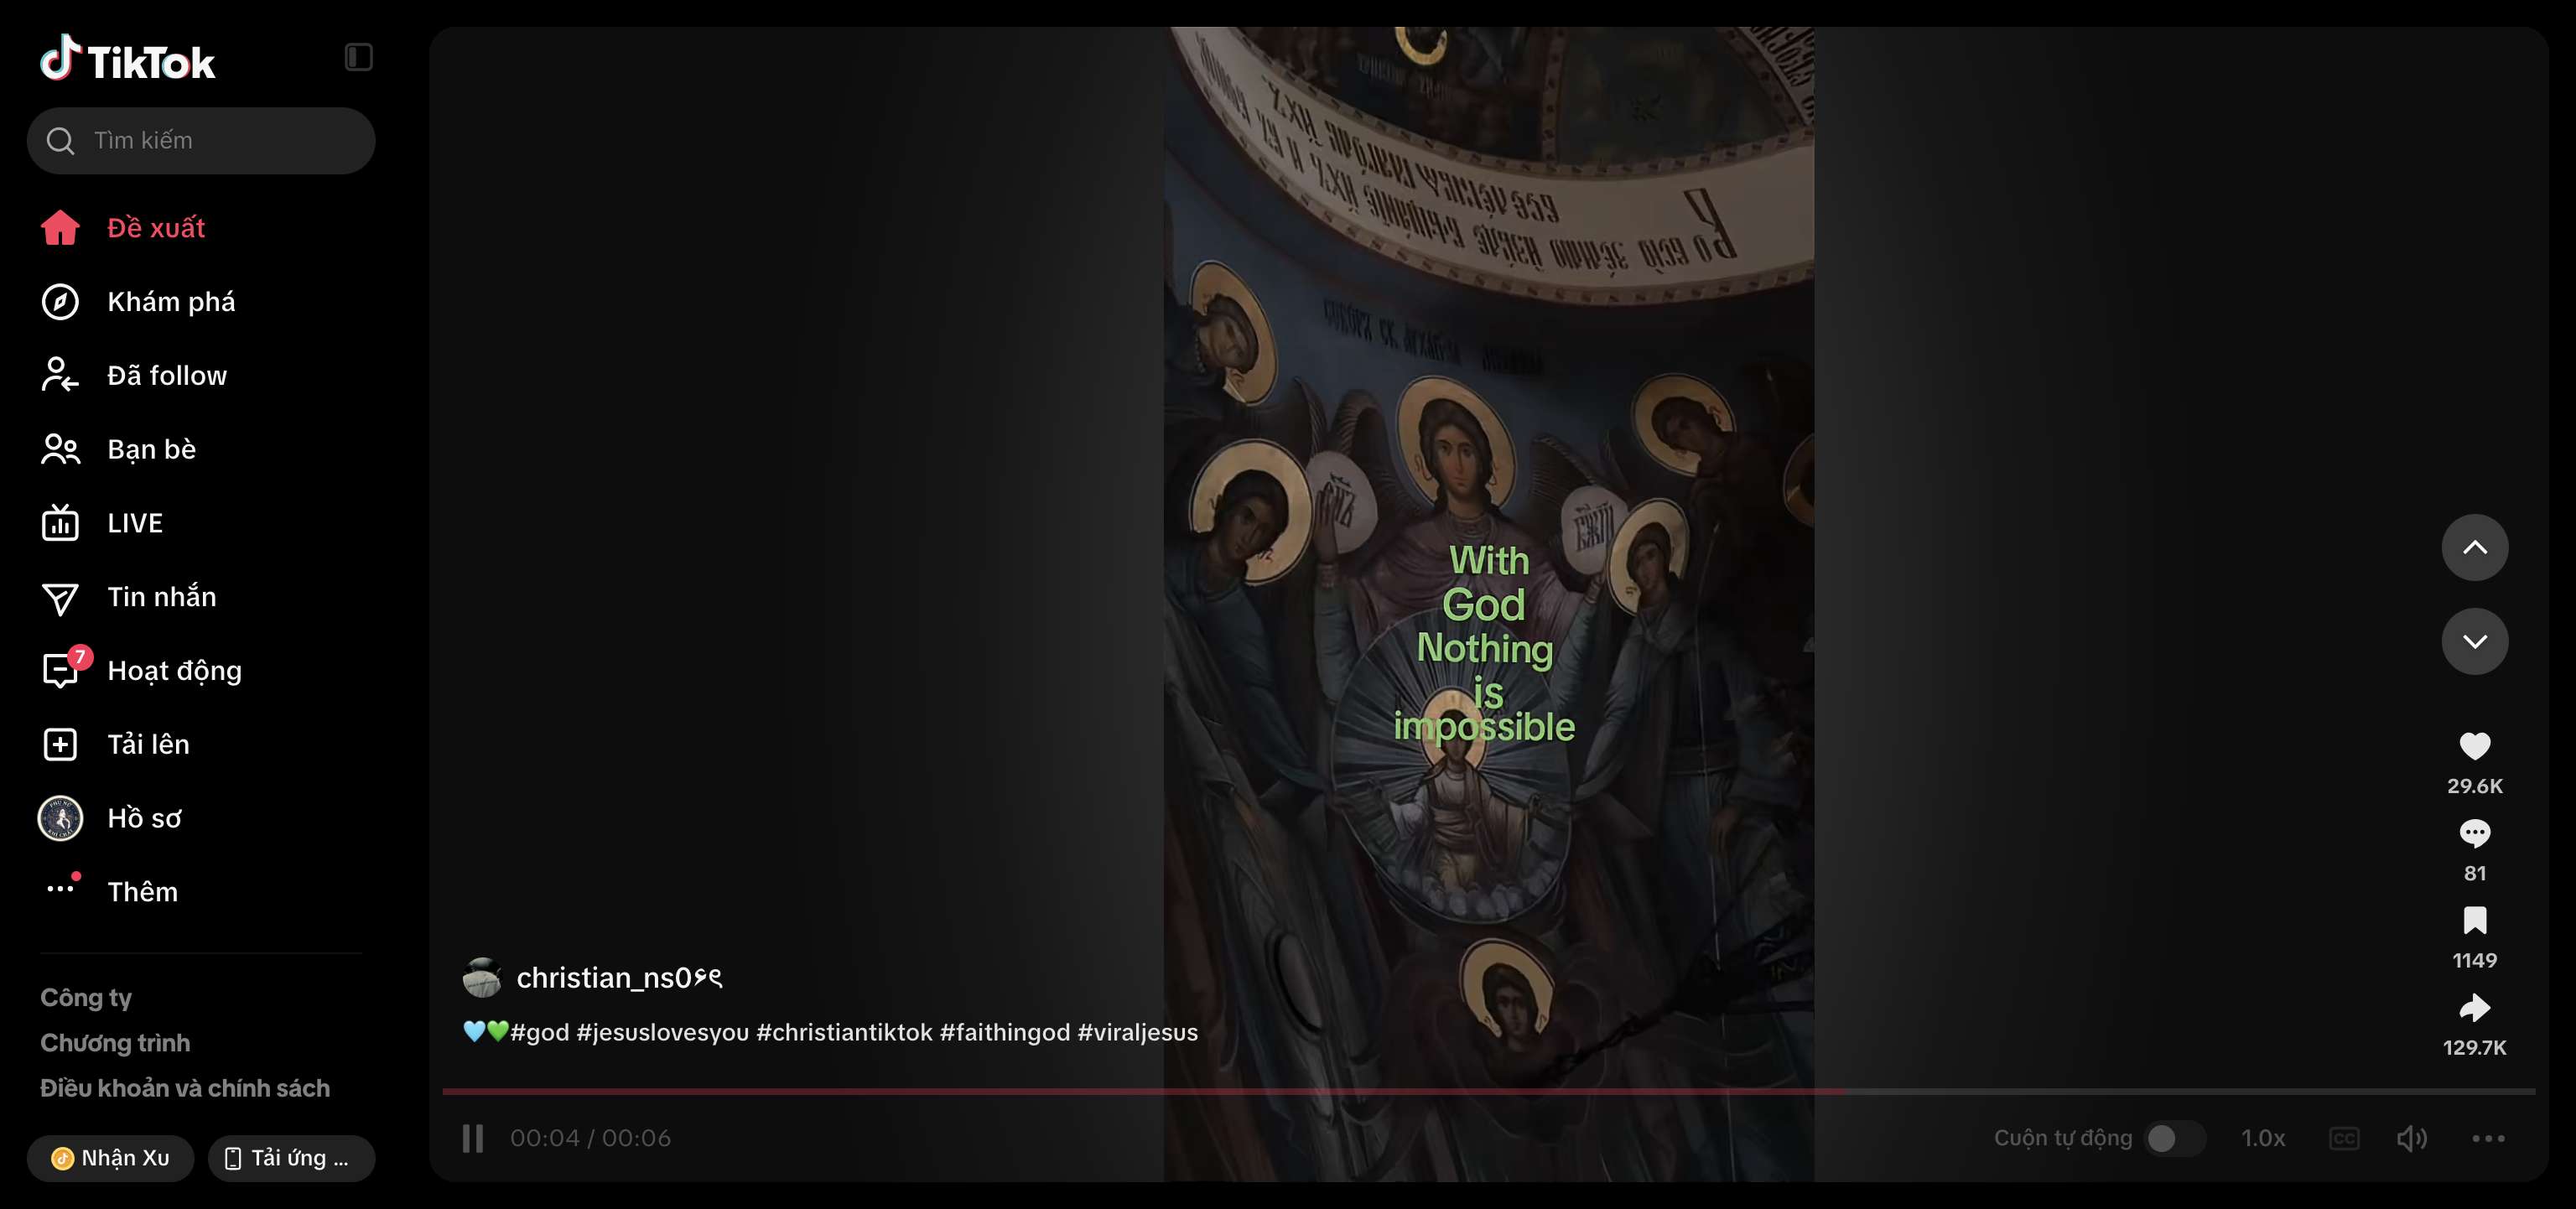 TikTok
Tìm kiếm
Đề xuất
Khám phá
Đã follow
Bạn bè
LIVE
Tin nhắn
7
Hoạt động
Tải lên
Hồ sơ
Thêm
Công ty
Chương trình
Điều khoản và chính sách
Nhận Xu
Tải ứng ...
With
God
Nothing
is
impossible
29.6K
81
1149
129.7K
christian_ns0
🩵💚#god #jesuslovesyou #christiantiktok #faithingod #viraljesus
00:04 / 00:06
Cuộn tự động
1.0x
CC